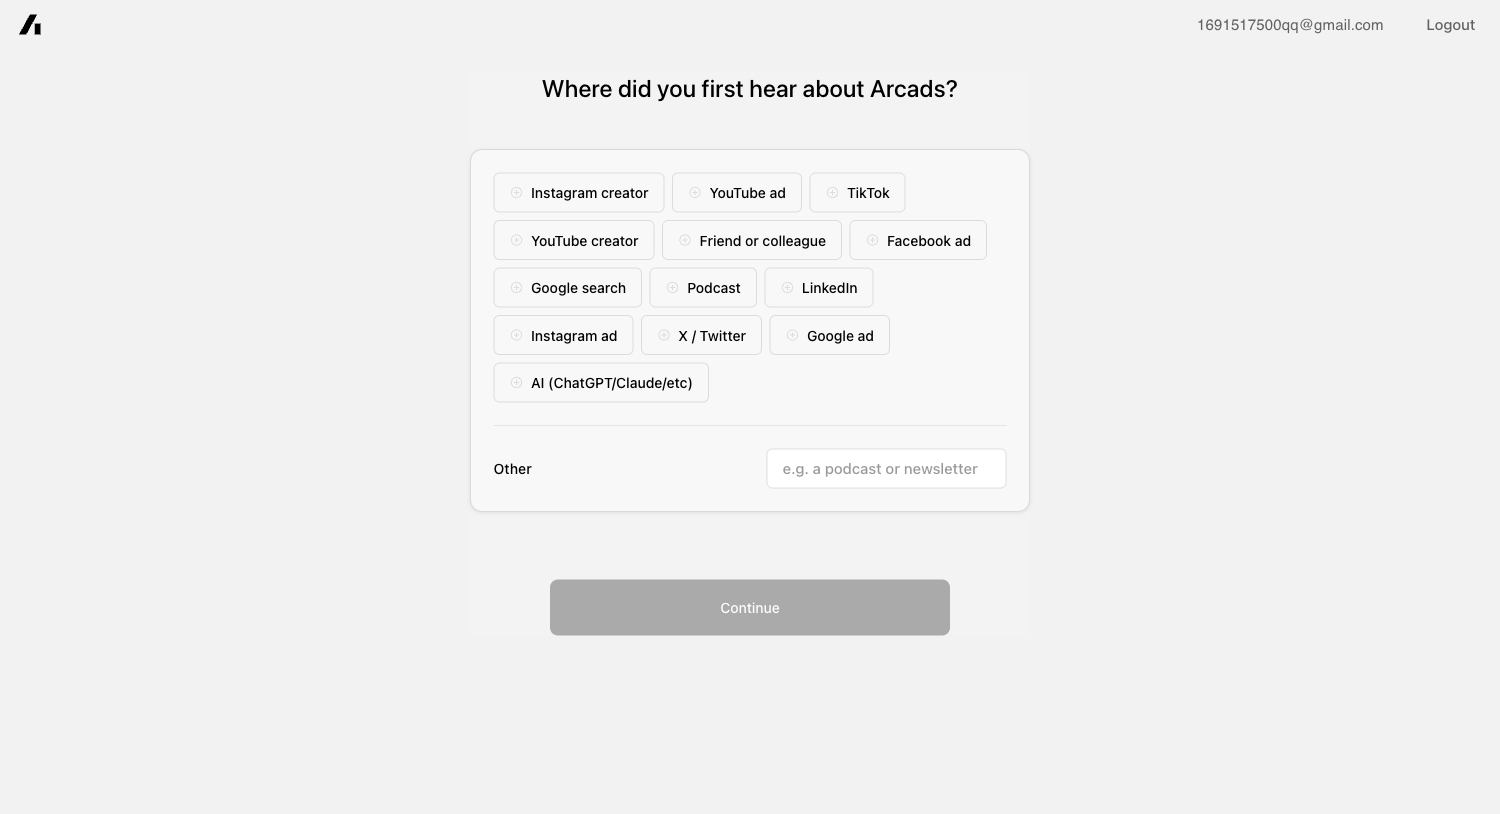 1691517500qq@gmail.com Logout
Where did you first hear about Arcads?
Instagram creator YouTube ad TikTok
YouTube creator Friend or colleague Facebook ad
Google search Podcast LinkedIn
Instagram ad X / Twitter Google ad
AI (ChatGPT/Claude/etc)
Other e.g. a podcast or newsletter
Continue